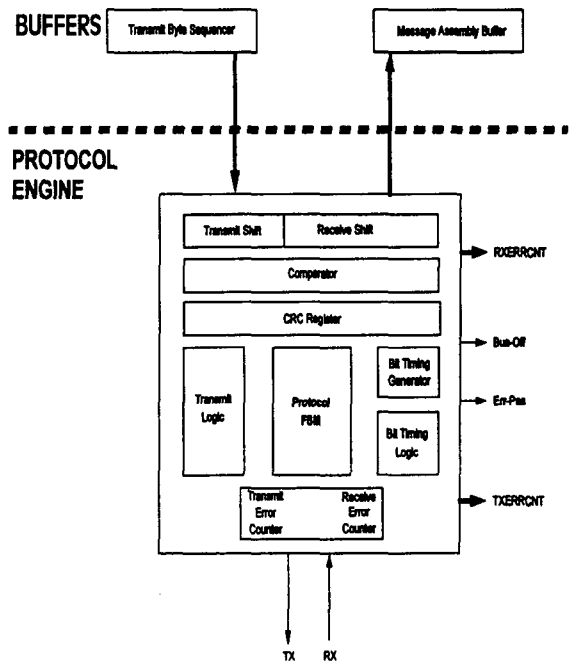 BUFFERS
Transmit Byte Sequencer
Message Assembly Buffer
PROTOCOL
ENGINE
Transmit Shift
Receive Shift
RXERRCNT
Comparator
CRC Register
Bus-Off
Transmit
Logic
Protocol
FSM
Bit Timing
Generator
Err-Pas
Bit Timing
Logic
Transmit
Error
Counter
Receive
Error
Counter
TXERRCNT
TX
RX